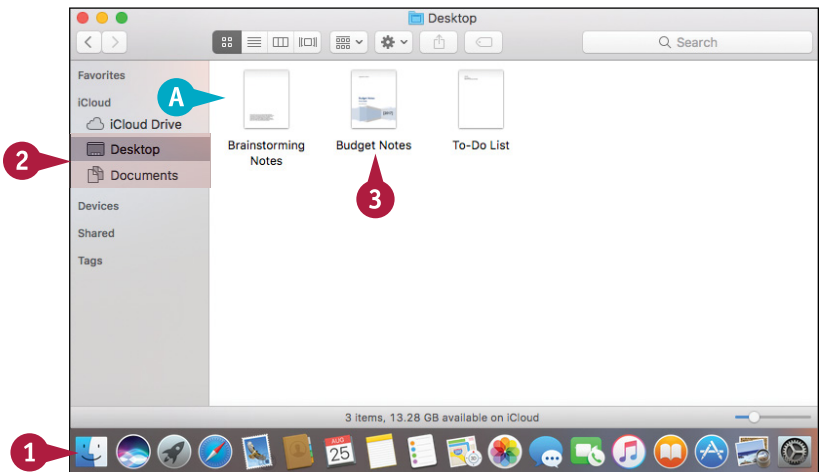 Desktop
Search
Favorites
iCloud
iCloud Drive
Desktop
Documents
Devices
Shared
Tags
A
Brainstorming
Notes
Budget Notes
To-Do List
2
3
3 items, 13.28 GB available on iCloud
1
AUG
25